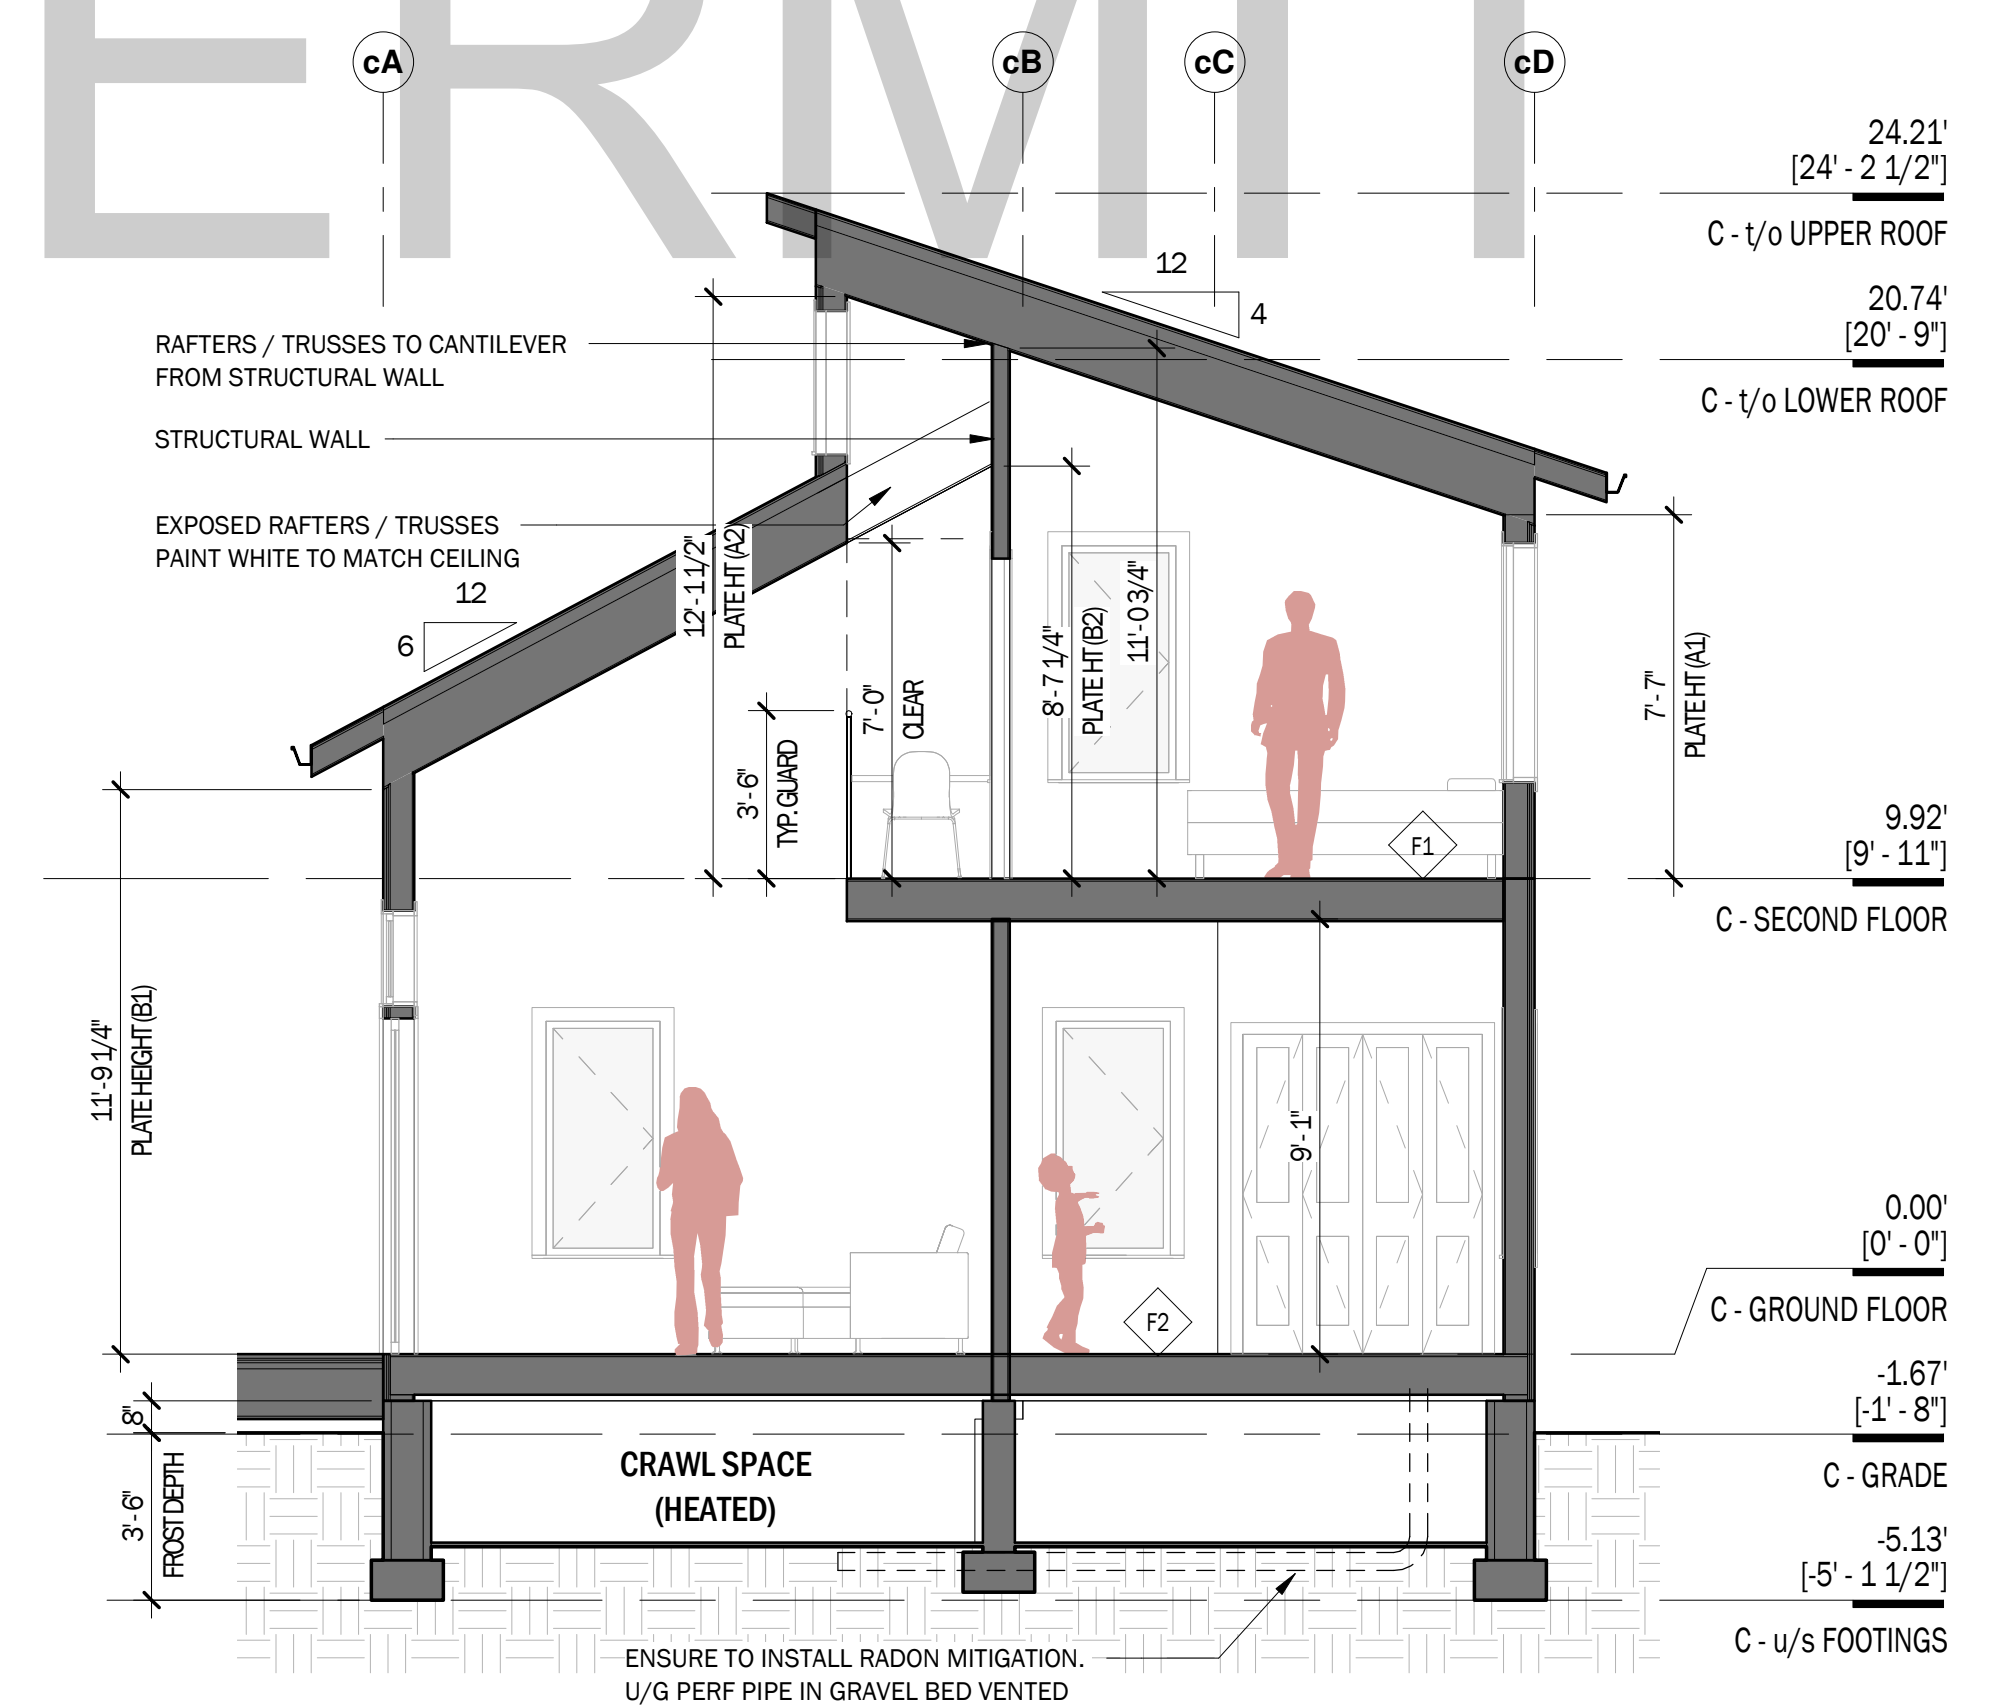 ERMIT
cA
cB
cC
cD
24.21'
[24' - 2 1/2"]
C - t/o UPPER ROOF
12
4
20.74'
[20' - 9"]
C - t/o LOWER ROOF
RAFTERS / TRUSSES TO CANTILEVER
FROM STRUCTURAL WALL
STRUCTURAL WALL
EXPOSED RAFTERS / TRUSSES
PAINT WHITE TO MATCH CEILING
12
6
12'-1 1/2"
PLATE HT (A2)
3'-6"
TYP. GUARD
7'-0"
CLEAR
8'-7 1/4"
PLATE HT (B2)
11'-0 3/4"
7'-7"
PLATE HT (A1)
F1
9.92'
[9' - 11"]
C - SECOND FLOOR
11'-9 1/4"
PLATE HEIGHT (B1)
9'-1"
F2
0.00'
[0' - 0"]
C - GROUND FLOOR
-1.67'
[-1' - 8"]
C - GRADE
8"
3'-6"
FROST DEPTH
CRAWL SPACE
(HEATED)
-5.13'
[-5' - 1 1/2"]
C - u/s FOOTINGS
ENSURE TO INSTALL RADON MITIGATION.
U/G PERF PIPE IN GRAVEL BED VENTED